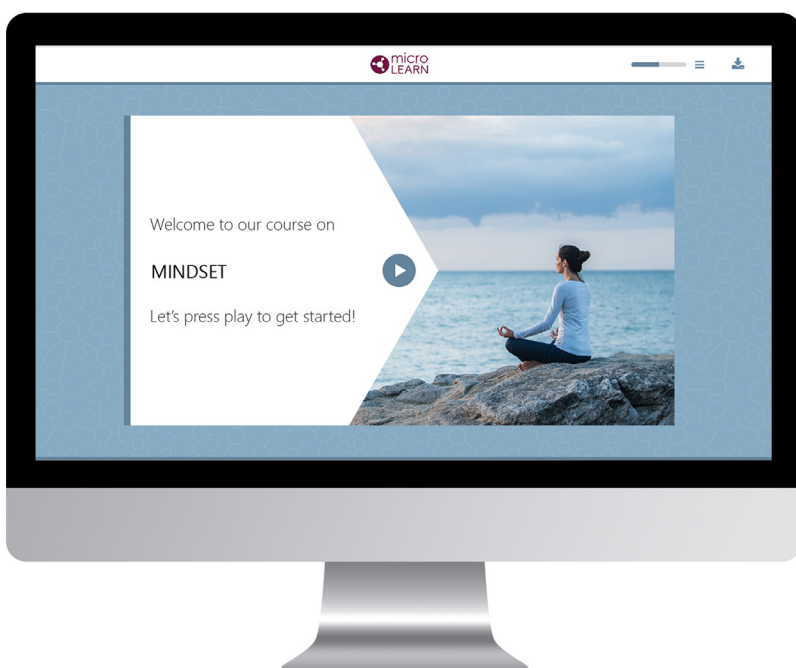 micro
LEARN
Welcome to our course on
MINDSET
Let's press play to get started!